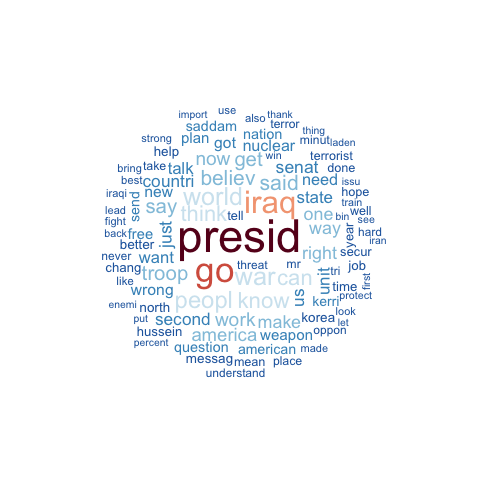 import use also thank
strong saddam nation terror thing
plan got nuclear minut laden
help now get win terrorist
bring take talk senat done
best countri believ said need issu
iraqi new world iraq state hope train
send say think tell one bin well
lead fight just presid way year see
back free hard
better iran
never want go threat mr right secur
chang troop war can tri job
like wrong peopl know us unit time first protect
enemi north second work make kerri look
put hussein america weapon korea let
percent question american oppon
messag mean place made
understand